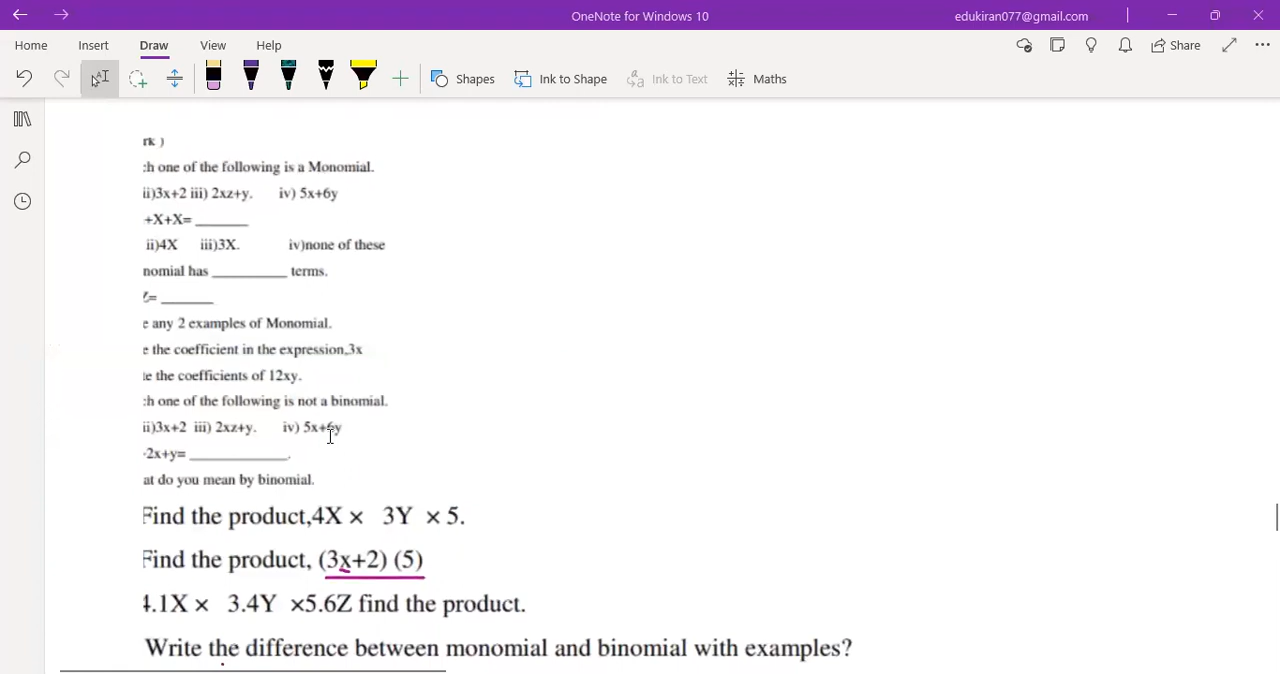 OneNote for Windows 10
edukiran077@gmail.com
Home Insert Draw View Help
Share
Shapes Ink to Shape Ink to Text Maths
rk )
:h one of the following is a Monomial.
ii)3x+2 iii) 2xz+y. iv) 5x+6y
+X+X= ________
ii)4X iii)3X. iv)none of these
nomial has ___________ terms.
Z= ________
e any 2 examples of Monomial.
e the coefficient in the expression,3x
te the coefficients of 12xy.
:h one of the following is not a binomial.
ii)3x+2 iii) 2xz+y. iv) 5x+6y
-2x+y= _______________.
at do you mean by binomial.
Find the product,4X × 3Y × 5.
Find the product, (3x+2) (5)
4.1X × 3.4Y ×5.6Z find the product.
Write the difference between monomial and binomial with examples?